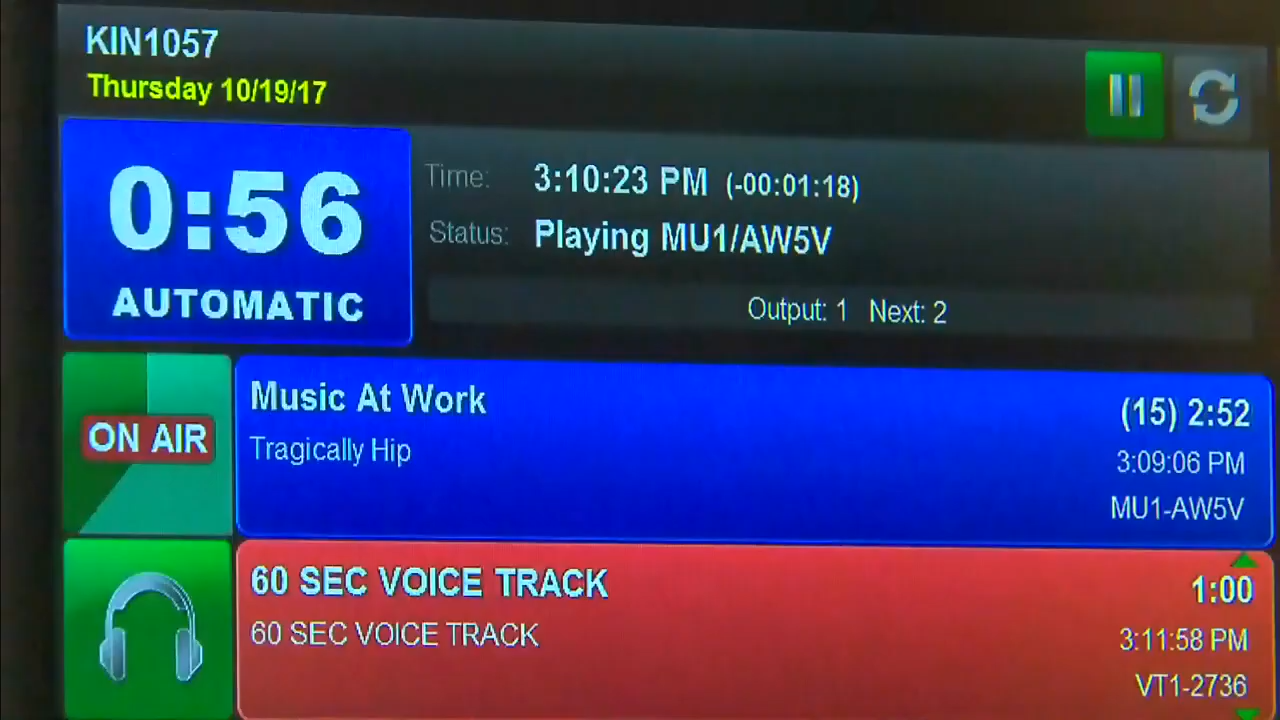 KIN1057
Thursday 10/19/17
0:56
AUTOMATIC
Time: 3:10:23 PM (-00:01:18)
Status: Playing MU1/AW5V
Output: 1 Next: 2
ON AIR
Music At Work
(15) 2:52
Tragically Hip
3:09:06 PM
MU1-AW5V
60 SEC VOICE TRACK
1:00
60 SEC VOICE TRACK
3:11:58 PM
VT1-2736